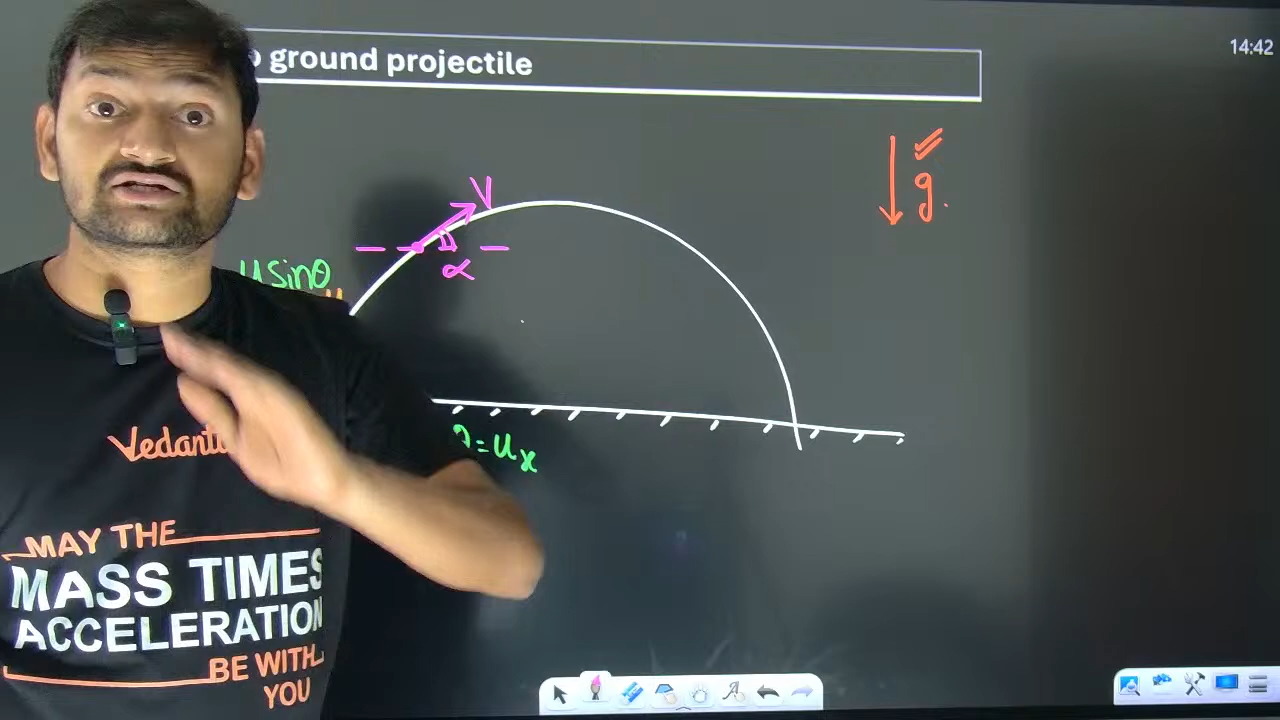 o ground projectile
14:42
g.
V
α
u sinθ
u
θ = uₓ
Vedantu
MAY THE
MASS TIMES
ACCELERATION
BE WITH
YOU